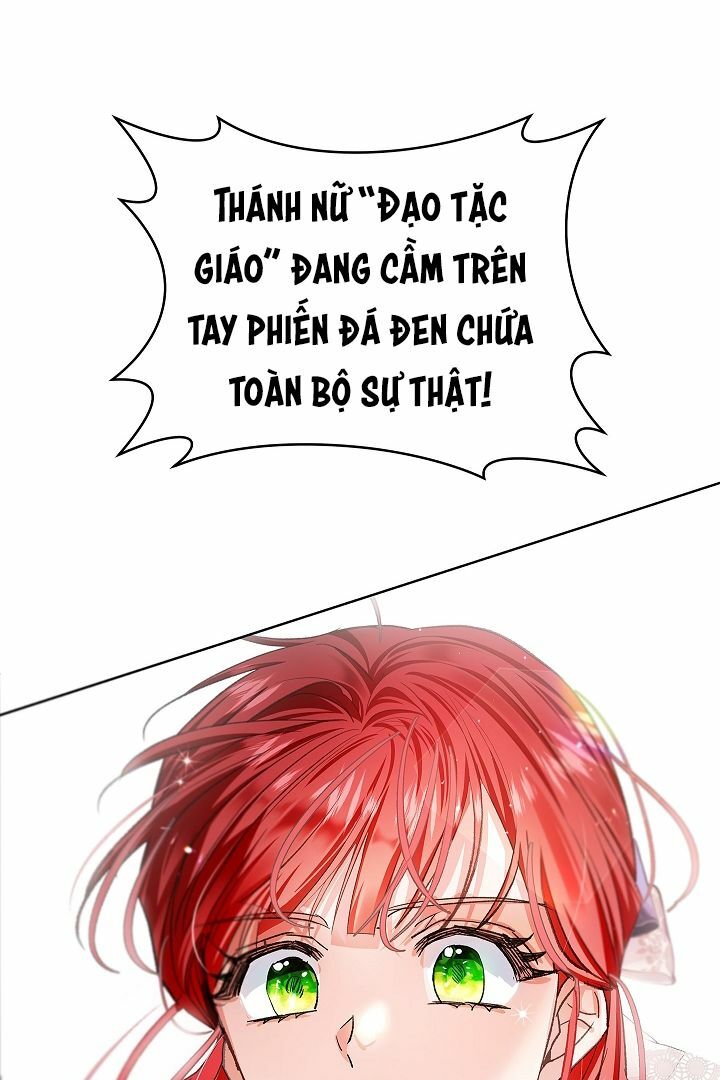 THÁNH NỮ “ĐẠO TẶC
GIÁO” ĐANG CẦM TRÊN
TAY PHIẾN ĐÁ ĐEN CHỨA
TOÀN BỘ SỰ THẬT!